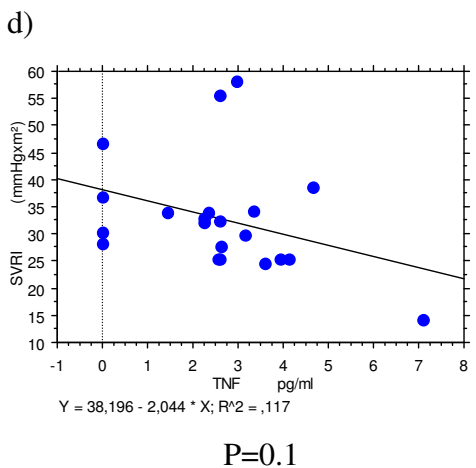 d)
60
55
50
45
40
35
30
25
20
15
10
SVRI (mmHgxm²)
-1 0 1 2 3 4 5 6 7 8
TNF pg/ml
Y = 38,196 - 2,044 * X; R^2 = ,117
P=0.1